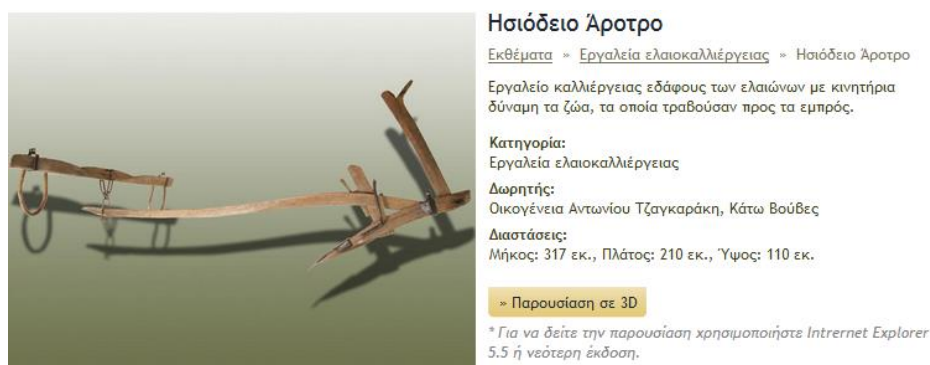 Ησιόδειο Άροτρο
Εκθέματα » Εργαλεία ελαιοκαλλιέργειας » Ησιόδειο Άροτρο
Εργαλείο καλλιέργειας εδάφους των ελαιώνων με κινητήρια
δύναμη τα ζώα, τα οποία τραβούσαν προς τα εμπρός.
Κατηγορία:
Εργαλεία ελαιοκαλλιέργειας
Δωρητής:
Οικογένεια Αντωνίου Τζαγκαράκη, Κάτω Βούβες
Διαστάσεις:
Μήκος: 317 εκ., Πλάτος: 210 εκ., Ύψος: 110 εκ.
» Παρουσίαση σε 3D
* Για να δείτε την παρουσίαση χρησιμοποιήστε Intrernet Explorer
5.5 ή νεότερη έκδοση.